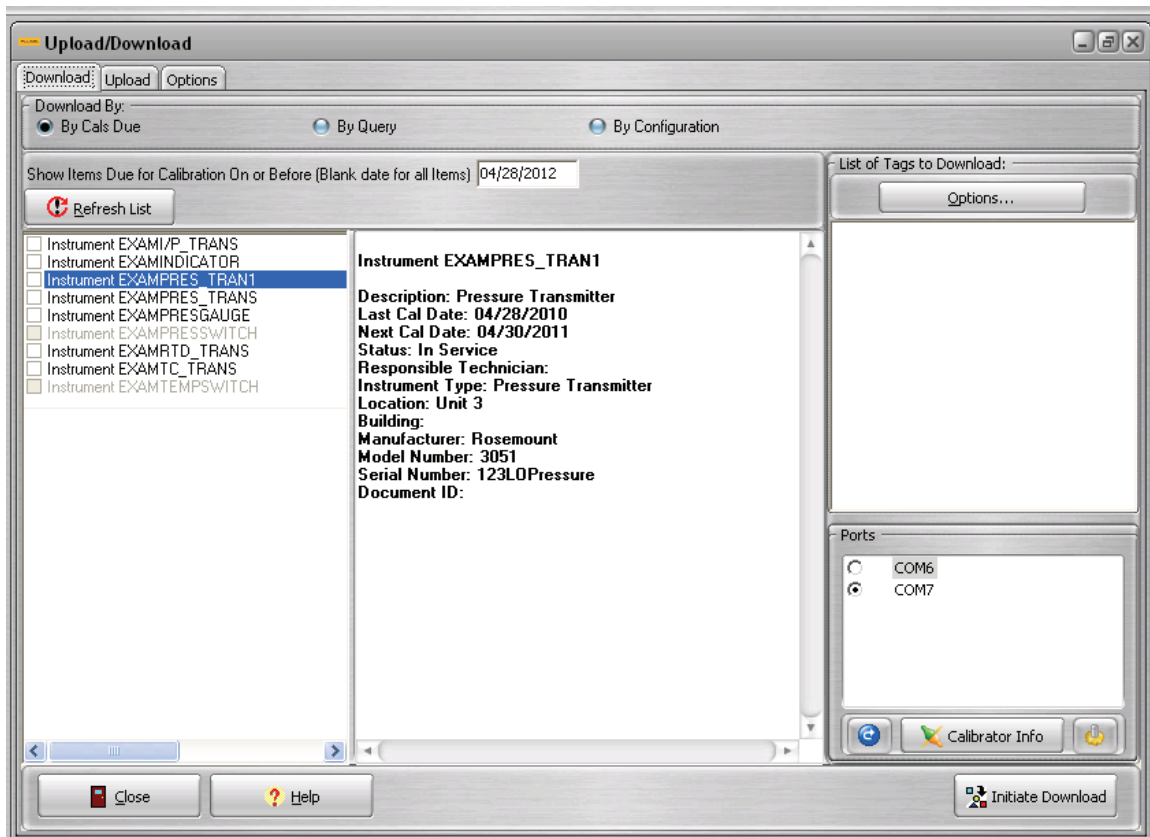 Upload/Download
Download Upload Options
Download By:
By Cals Due By Query By Configuration
Show Items Due for Calibration On or Before (Blank date for all Items) 04/28/2012
Refresh List
List of Tags to Download:
Options...
Instrument EXAMI/P_TRANS
Instrument EXAMINDICATOR
Instrument EXAMPRES_TRAN1
Instrument EXAMPRES_TRANS
Instrument EXAMPRESGAUGE
Instrument EXAMPRESSWITCH
Instrument EXAMRTD_TRANS
Instrument EXAMTC_TRANS
Instrument EXAMTEMPSWITCH
Instrument EXAMPRES_TRAN1
Description: Pressure Transmitter
Last Cal Date: 04/28/2010
Next Cal Date: 04/30/2011
Status: In Service
Responsible Technician:
Instrument Type: Pressure Transmitter
Location: Unit 3
Building:
Manufacturer: Rosemount
Model Number: 3051
Serial Number: 123LOPressure
Document ID:
Ports
COM6
COM7
Calibrator Info
Close Help Initiate Download